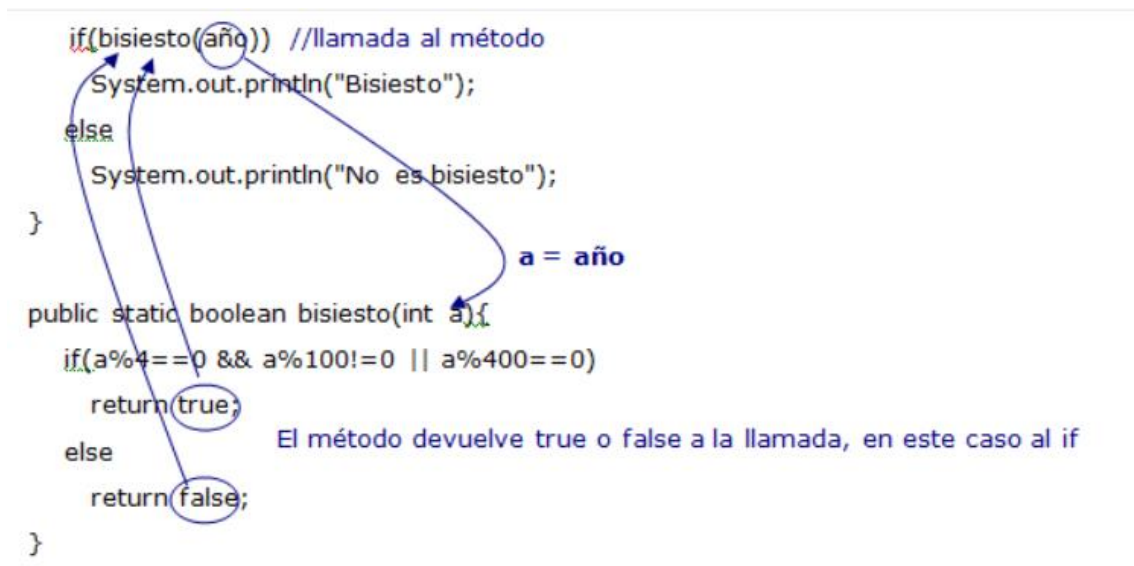 if(bisiesto(año)) //llamada al método
System.out.println("Bisiesto");
else
System.out.println("No es bisiesto");
}
a = año
public static boolean bisiesto(int a){
if(a%4==0 && a%100!=0 || a%400==0)
return true;
El método devuelve true o false a la llamada, en este caso al if
else
return false;
}